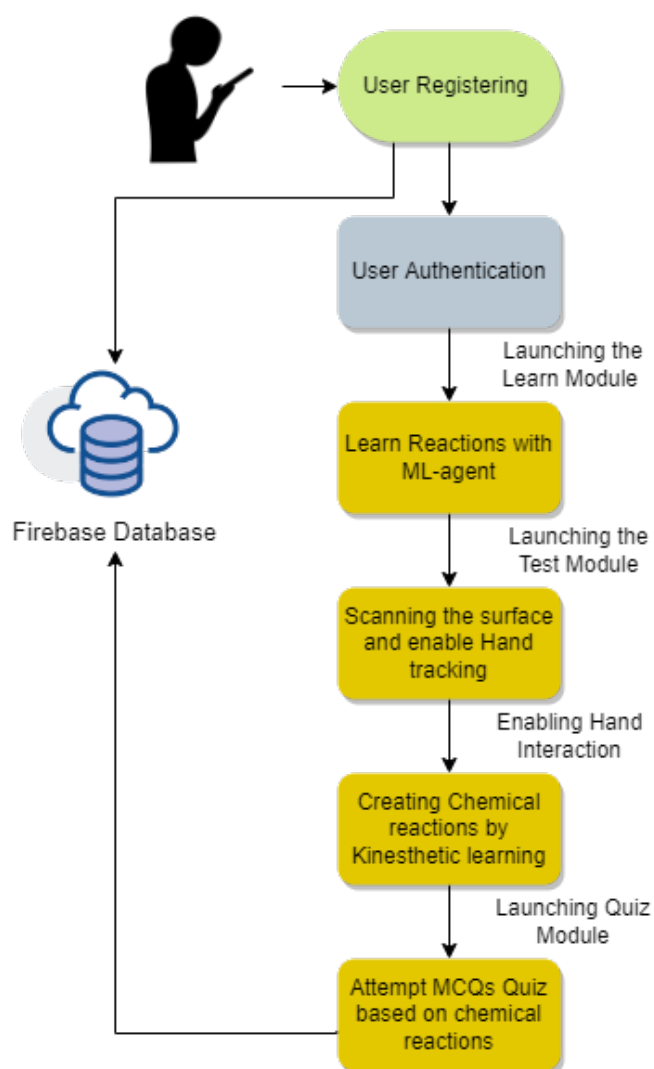 User Registering
User Authentication
Launching the
Learn Module
Learn Reactions with
ML-agent
Firebase Database
Launching the
Test Module
Scanning the surface
and enable Hand
tracking
Enabling Hand
Interaction
Creating Chemical
reactions by
Kinesthetic learning
Launching Quiz
Module
Attempt MCQs Quiz
based on chemical
reactions